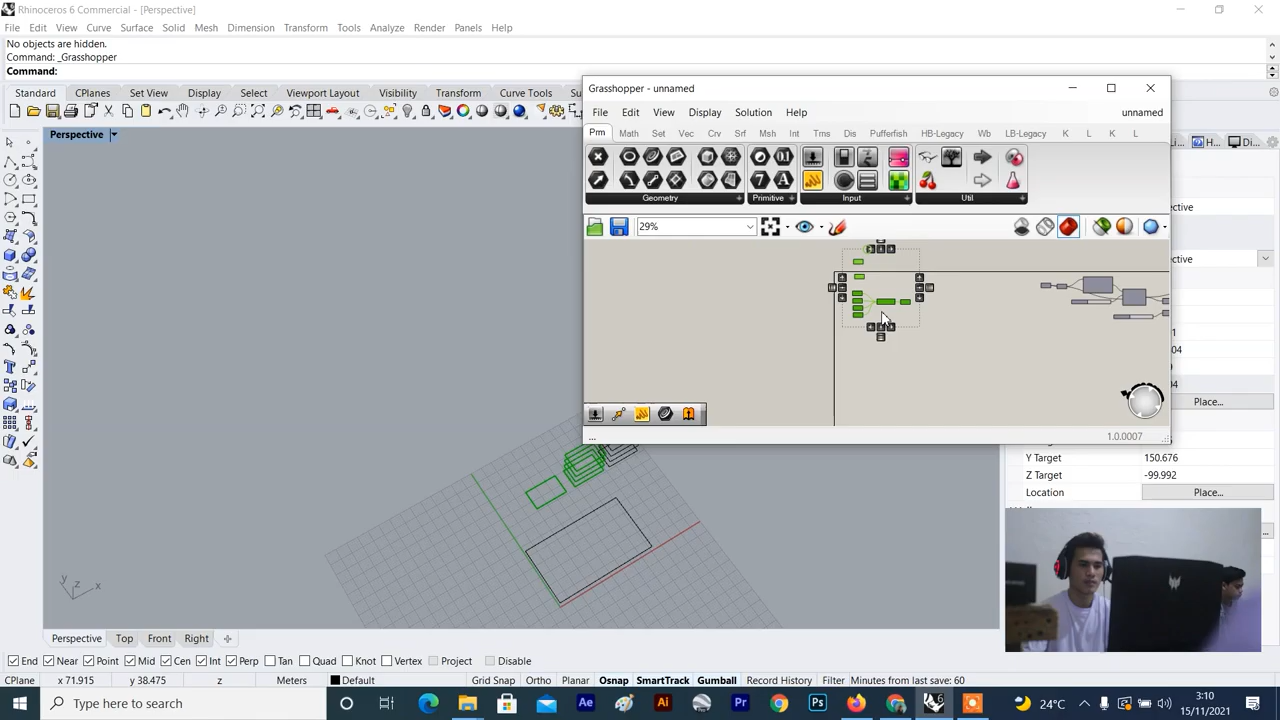 Rhinoceros 6 Commercial - [Perspective]
File Edit View Curve Surface Solid Mesh Dimension Transform Tools Analyze Render Panels Help
No objects are hidden.
Command: _Grasshopper
Command:
Standard CPlanes Set View Display Select Viewport Layout Visibility Transform Curve Tools
Perspective
Grasshopper - unnamed
File Edit View Display Solution Help unnamed
Prm Math Set Vec Crv Srf Msh Int Trns Dis Pufferfish HB-Legacy Wb LB-Legacy K L K L
Geometry Primitive Input Util
29%
... 1.0.0007
Place...
Y Target 150.676
Z Target -99.992
Location Place...
y z x
Perspective Top Front Right
End Near Point Mid Cen Int Perp Tan Quad Knot Vertex Project Disable
CPlane x 71.915 y 38.475 z Meters Default Grid Snap Ortho Planar Osnap SmartTrack Gumball Record History Filter Minutes from last save: 60
Type here to search 24°C 3:10
15/11/2021